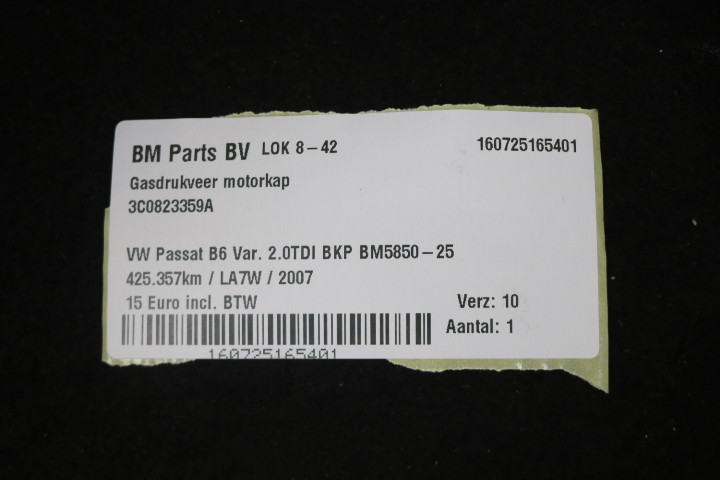 BM Parts BV LOK 8-42 160725165401
Gasdrukveer motorkap
3C0823359A
VW Passat B6 Var. 2.0TDI BKP BM5850-25
425.357km / LA7W / 2007
15 Euro incl. BTW Verz: 10
Aantal: 1
160725165401